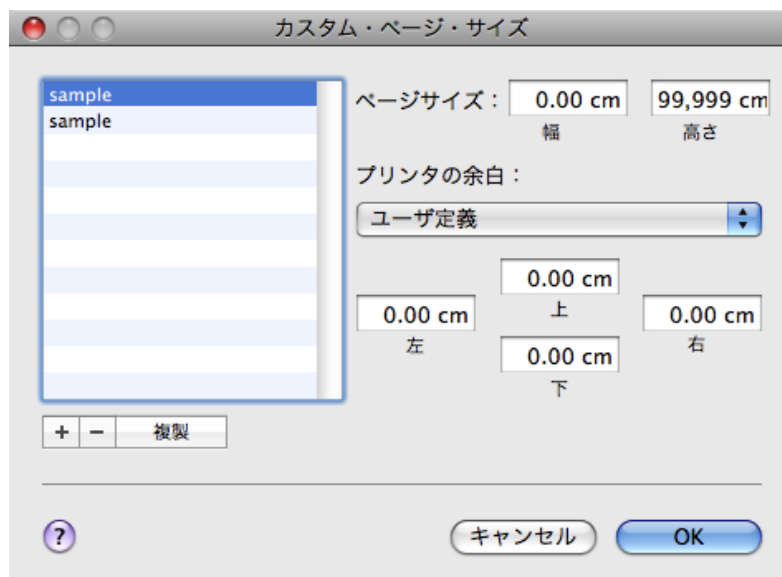 カスタム・ページ・サイズ
sample
sample
ページサイズ：
0.00 cm
99,999 cm
幅
高さ
プリンタの余白：
ユーザ定義
0.00 cm
上
0.00 cm
左
0.00 cm
右
0.00 cm
下
+ − 複製
?
キャンセル
OK